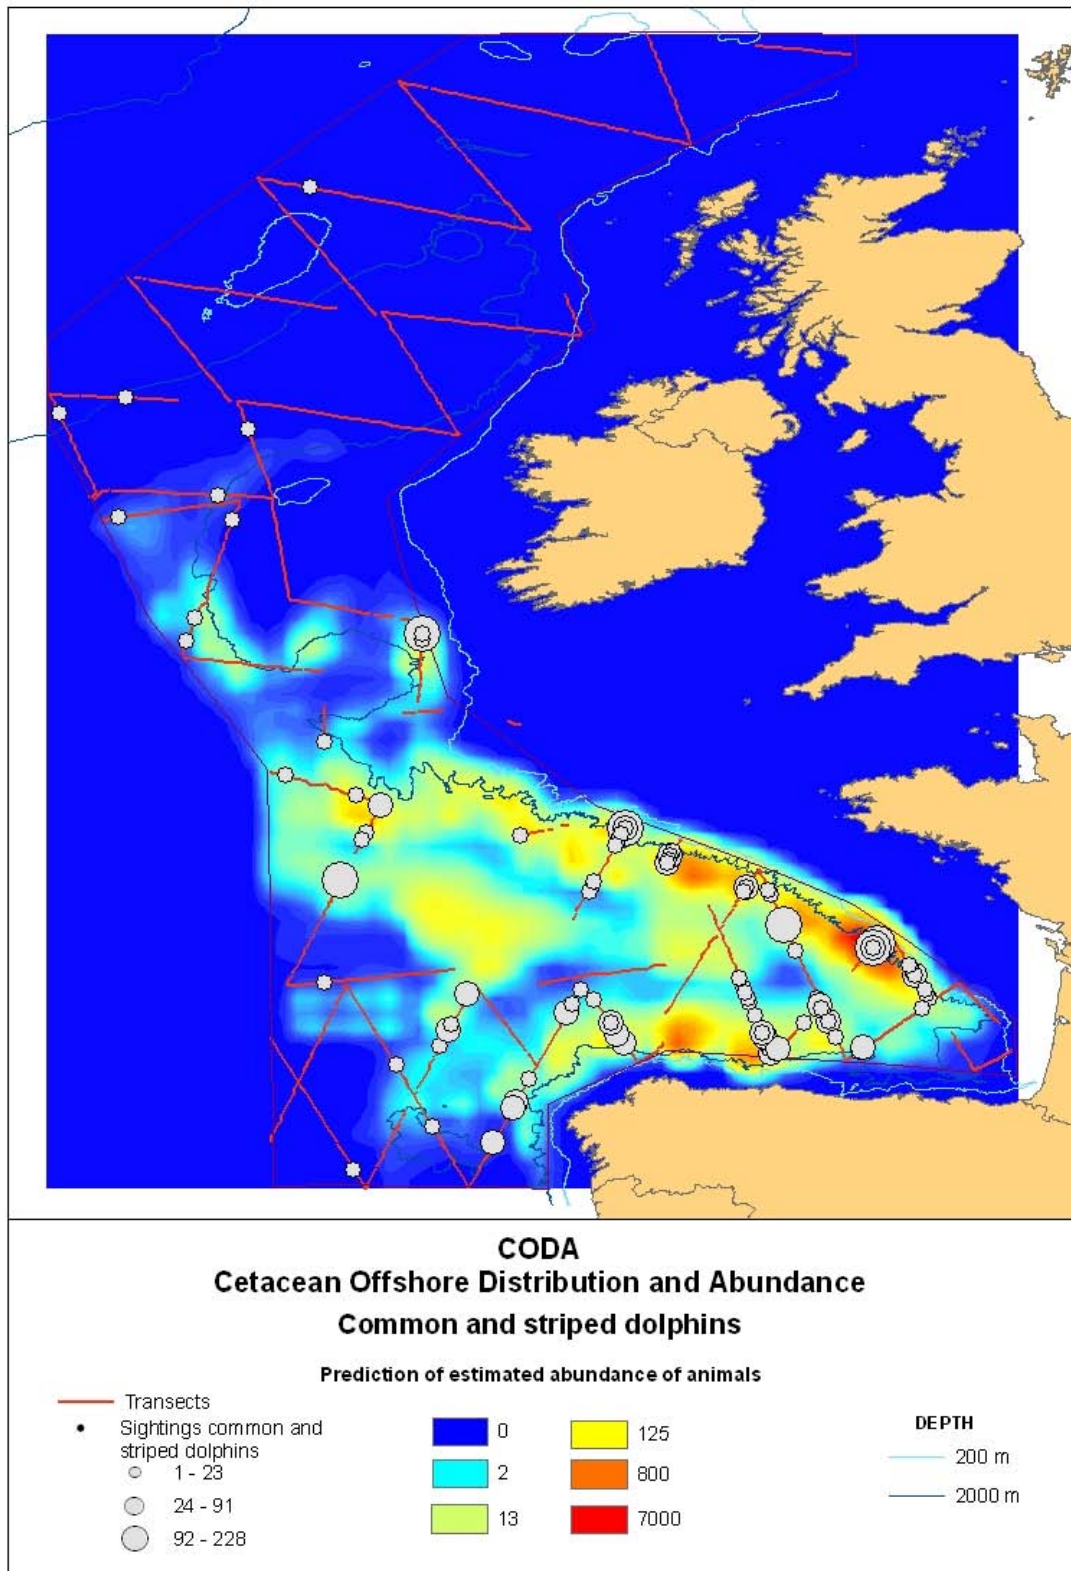 CODA
Cetacean Offshore Distribution and Abundance
Common and striped dolphins
Prediction of estimated abundance of animals
Transects
Sightings common and
striped dolphins
1 - 23
24 - 91
92 - 228
0
2
13
125
800
7000
DEPTH
200 m
2000 m